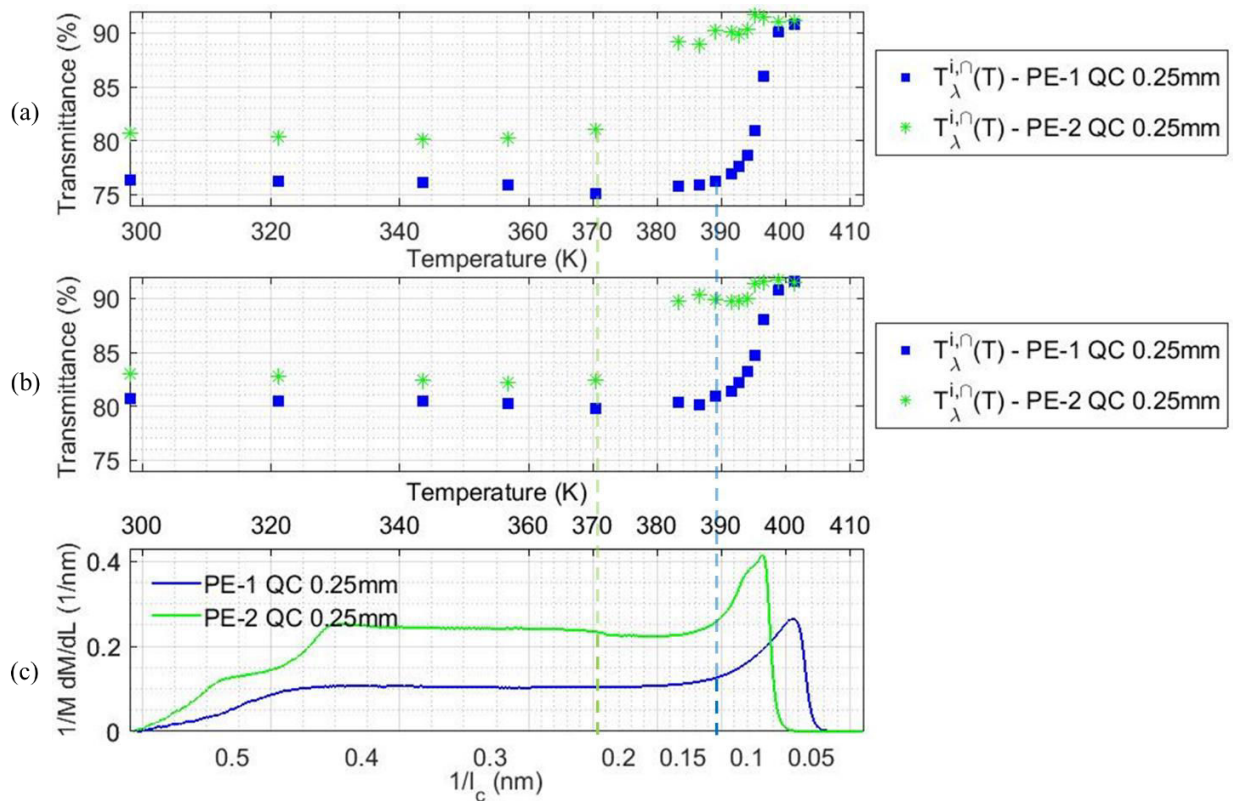 (a)
Transmittance (%)
90
85
80
75
300 320 340 360 370 380 390 400 410
Temperature (K)
T_λ^{i,∩}(T) - PE-1 QC 0.25mm
T_λ^{i,∩}(T) - PE-2 QC 0.25mm
(b)
Transmittance (%)
90
85
80
75
Temperature (K)
T_λ^{i,∩}(T) - PE-1 QC 0.25mm
T_λ^{i,∩}(T) - PE-2 QC 0.25mm
300 320 340 360 370 380 390 400 410
(c)
1/M dM/dL (1/nm)
0.4
0.2
0
PE-1 QC 0.25mm
PE-2 QC 0.25mm
0.5 0.4 0.3 0.2 0.15 0.1 0.05
1/l_c (nm)